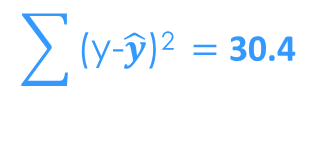 ∑ (y-ŷ)² = 30.4